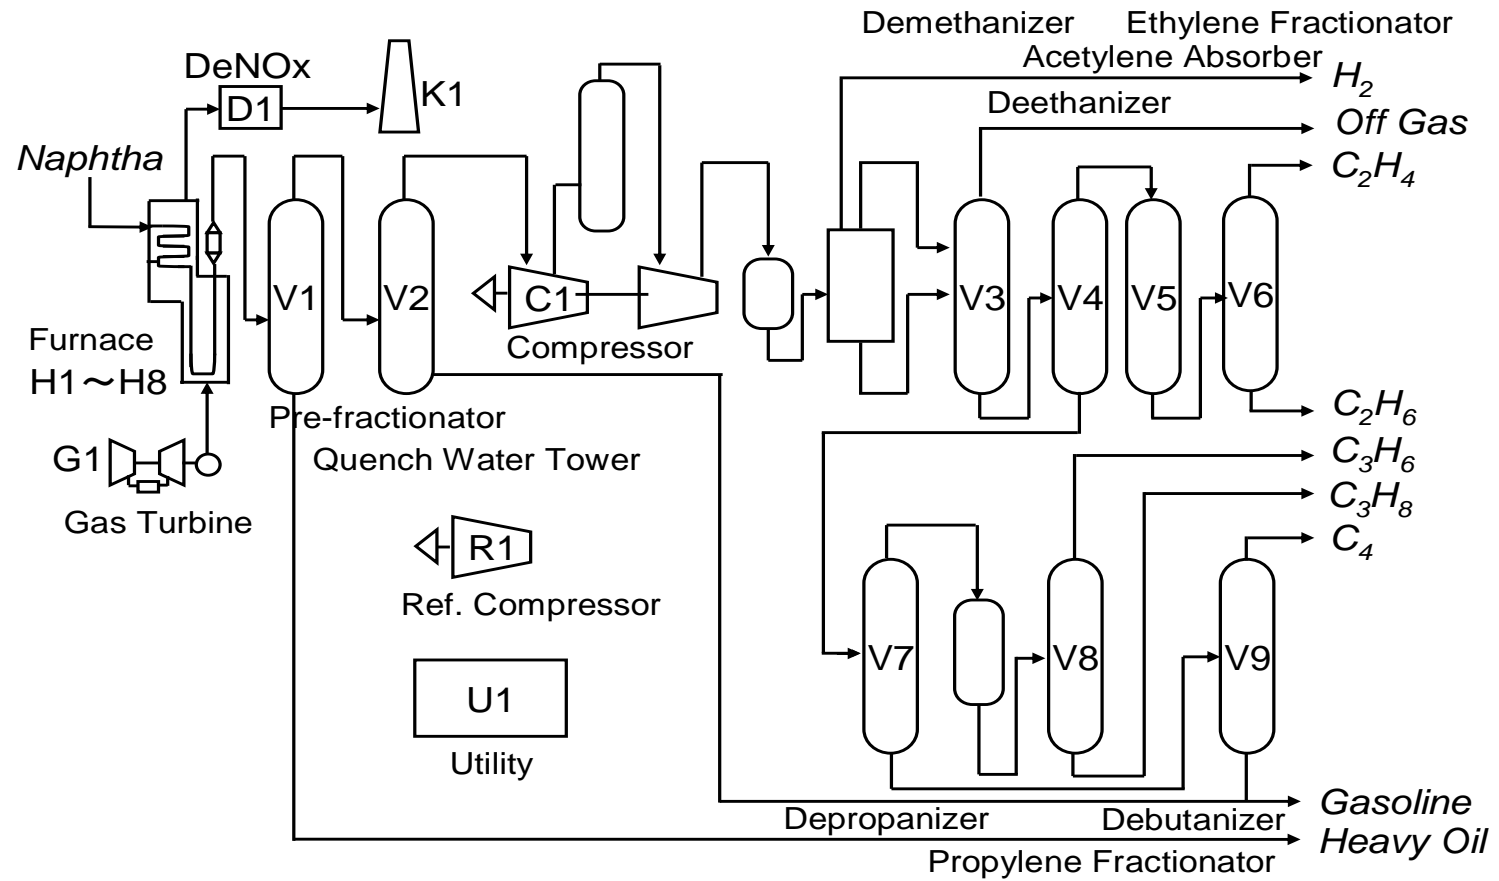 Demethanizer
Ethylene Fractionator
Acetylene Absorber
DeNOx
D1
K1
H2
Deethanizer
Off Gas
Naphtha
C2H4
V1
V2
C1
V3
V4
V5
V6
Furnace
H1~H8
Compressor
Pre-fractionator
C2H6
G1
Quench Water Tower
C3H6
Gas Turbine
C3H8
R1
C4
Ref. Compressor
V7
V8
V9
U1
Utility
Gasoline
Depropanizer
Debutanizer
Heavy Oil
Propylene Fractionator